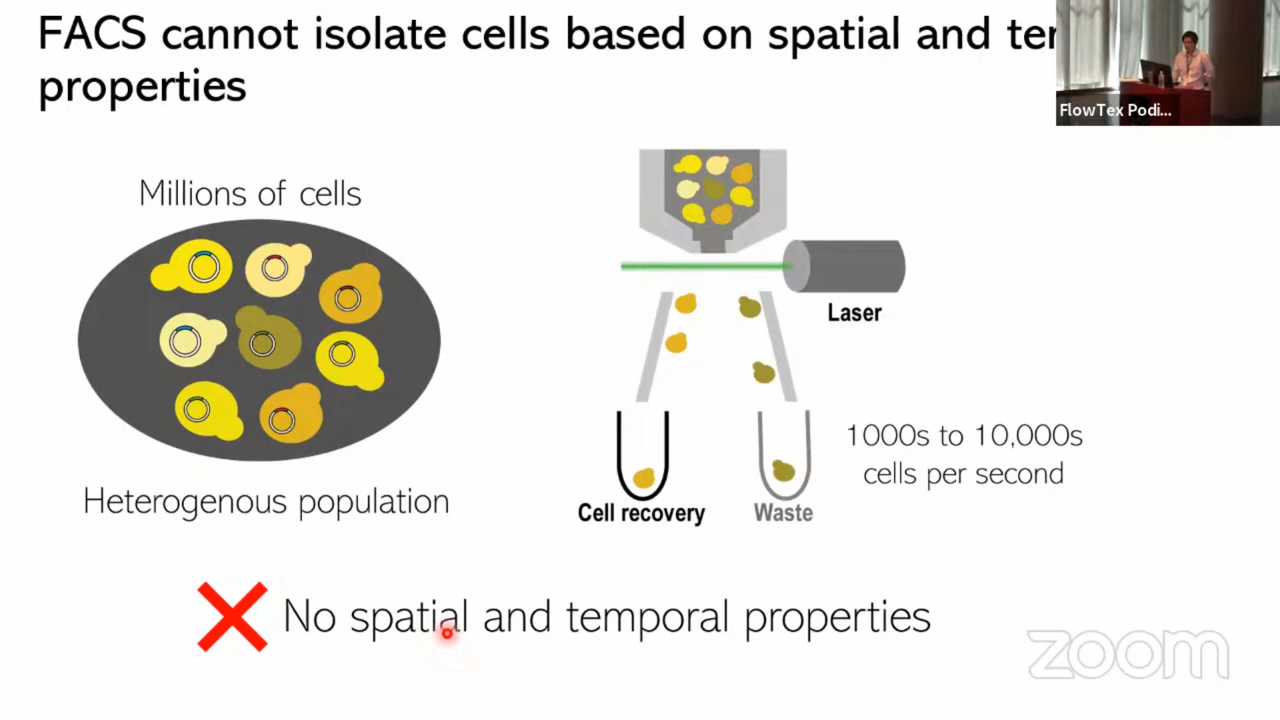 FACS cannot isolate cells based on spatial and
properties
FlowTex Podi...
Millions of cells
Laser
1000s to 10,000s
cells per second
Heterogenous population
Cell recovery
Waste
No spatial and temporal properties
zoom